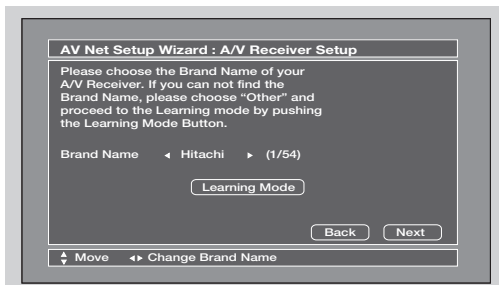 AV Net Setup Wizard : A/V Receiver Setup
Please choose the Brand Name of your
A/V Receiver. If you can not find the
Brand Name, please choose “Other” and
proceed to the Learning mode by pushing
the Learning Mode Button.
Brand Name ◂ Hitachi ▸ (1/54)
Learning Mode
Back Next
Move ◂▸ Change Brand Name